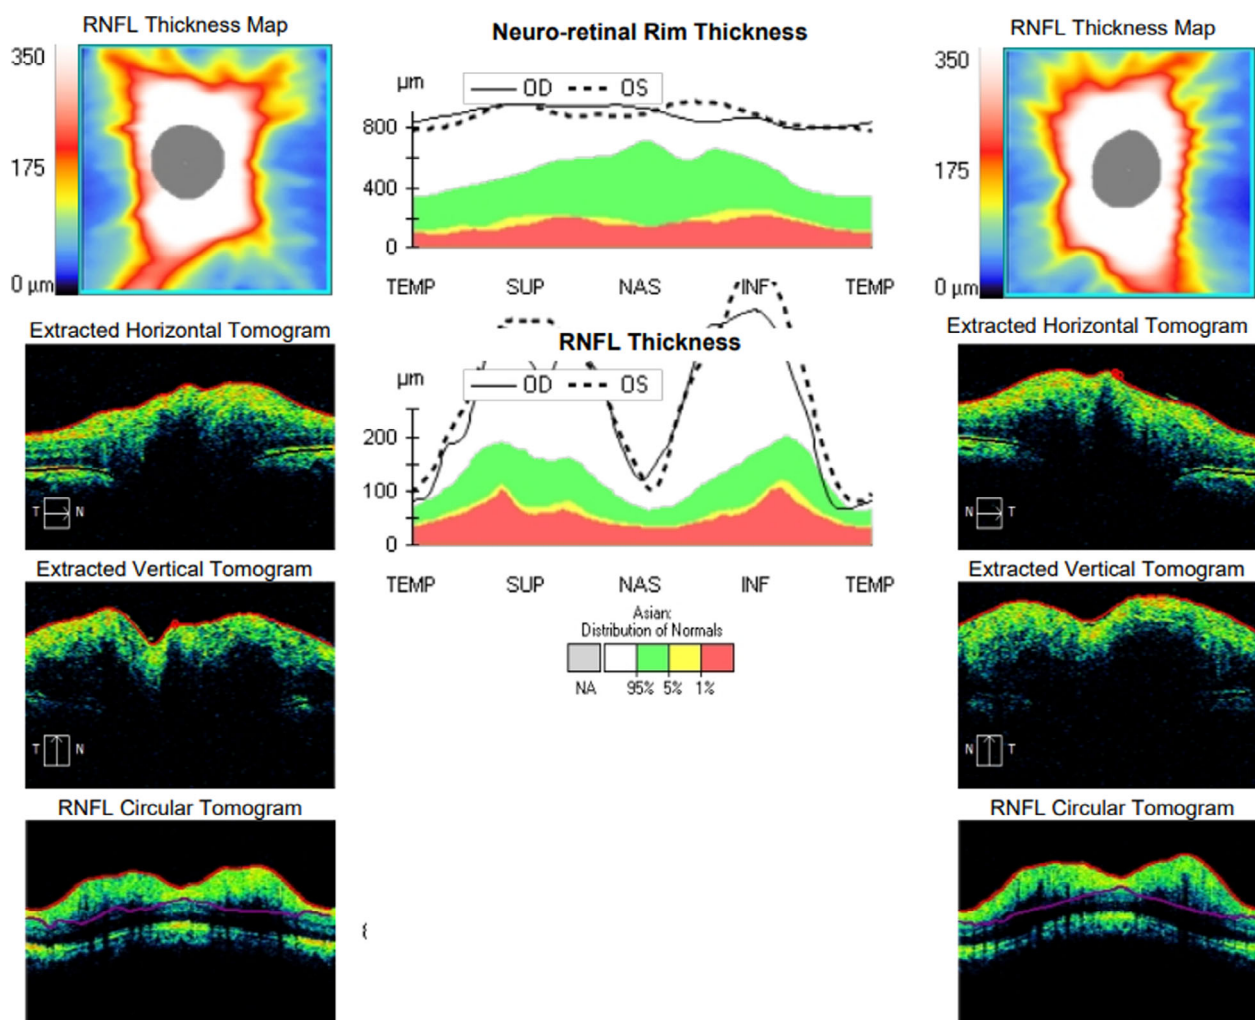 RNFL Thickness Map
350
175
0 µm
Extracted Horizontal Tomogram
T N
Extracted Vertical Tomogram
T N
RNFL Circular Tomogram
Neuro-retinal Rim Thickness
µm
OD OS
800
400
0
TEMP SUP NAS INF TEMP
RNFL Thickness
µm
OD OS
200
100
0
TEMP SUP NAS INF TEMP
Asian:
Distribution of Normals
NA 95% 5% 1%
{
RNFL Thickness Map
350
175
0 µm
Extracted Horizontal Tomogram
N T
Extracted Vertical Tomogram
N T
RNFL Circular Tomogram